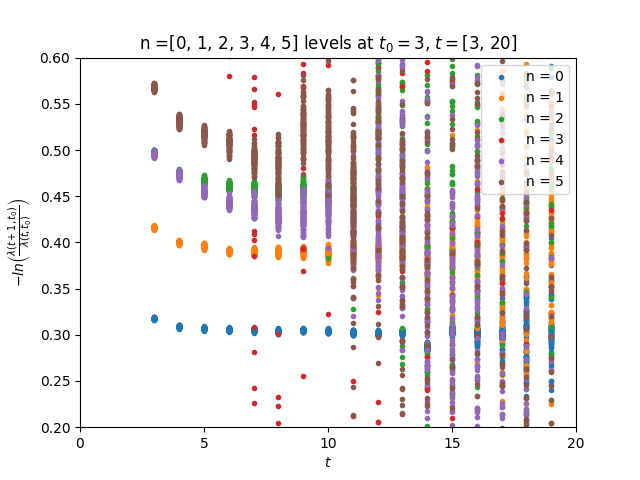 n =[0, 1, 2, 3, 4, 5] levels at t₀ = 3, t = [3, 20]
0.60
0.55
0.50
0.45
0.40
0.35
0.30
0.25
0.20
−ln(λ(t + 1, t₀)/λ(t, t₀))
n = 0
n = 1
n = 2
n = 3
n = 4
n = 5
0 5 10 15 20
t